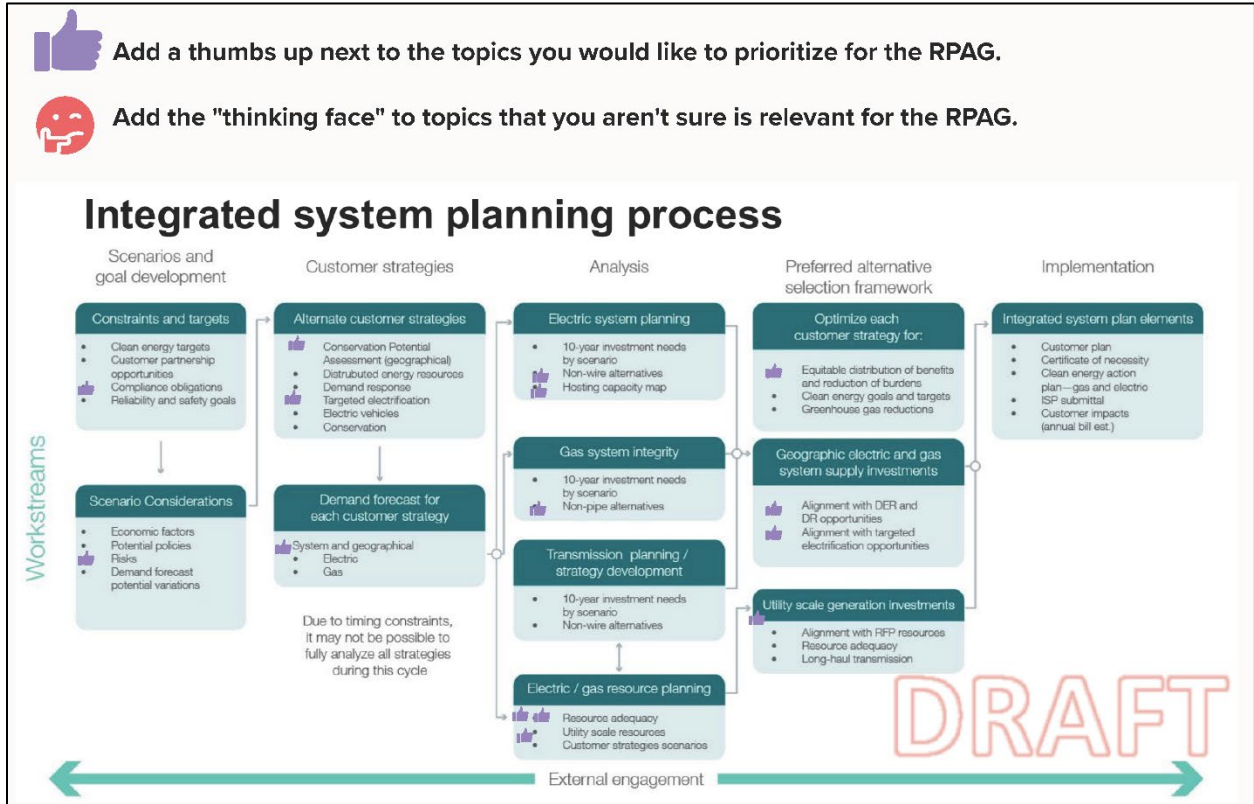 Add a thumbs up next to the topics you would like to prioritize for the RPAG.
Add the "thinking face" to topics that you aren't sure is relevant for the RPAG.
Integrated system planning process
Workstreams
Scenarios and
goal development
Constraints and targets
• Clean energy targets
• Customer partnership
opportunities
Compliance obligations
• Reliability and safety goals
Scenario Considerations
• Economic factors
• Potential policies
Risks
• Demand forecast
potential variations
Customer strategies
Alternate customer strategies
Conservation Potential
Assessment (geographical)
• Distrubuted energy resources
• Demand response
Targeted electrification
• Electric vehicles
• Conservation
Demand forecast for
each customer strategy
System and geographical
• Electric
• Gas
Due to timing constraints,
it may not be possible to
fully analyze all strategies
during this cycle
Analysis
Electric system planning
• 10-year investment needs
by scenario
Non-wire alternatives
Hosting capacity map
Gas system integrity
• 10-year investment needs
by scenario
Non-pipe alternatives
Transmission planning /
strategy development
• 10-year investment needs
by scenario
• Non-wire alternatives
Electric / gas resource planning
Resource adequacy
• Utility scale resources
• Customer strategies scenarios
Preferred alternative
selection framework
Optimize each
customer strategy for:
Equitable distribution of benefits
and reduction of burdens
• Clean energy goals and targets
• Greenhouse gas reductions
Geographic electric and gas
system supply investments
Alignment with DER and
DR opportunities
Alignment with targeted
electrification opportunities
Utility scale generation investments
• Alignment with RFP resources
• Resource adequacy
• Long-haul transmission
Implementation
Integrated system plan elements
• Customer plan
• Certificate of necessity
• Clean energy action
plan—gas and electric
• ISP submittal
• Customer impacts
(annual bill est.)
DRAFT
External engagement